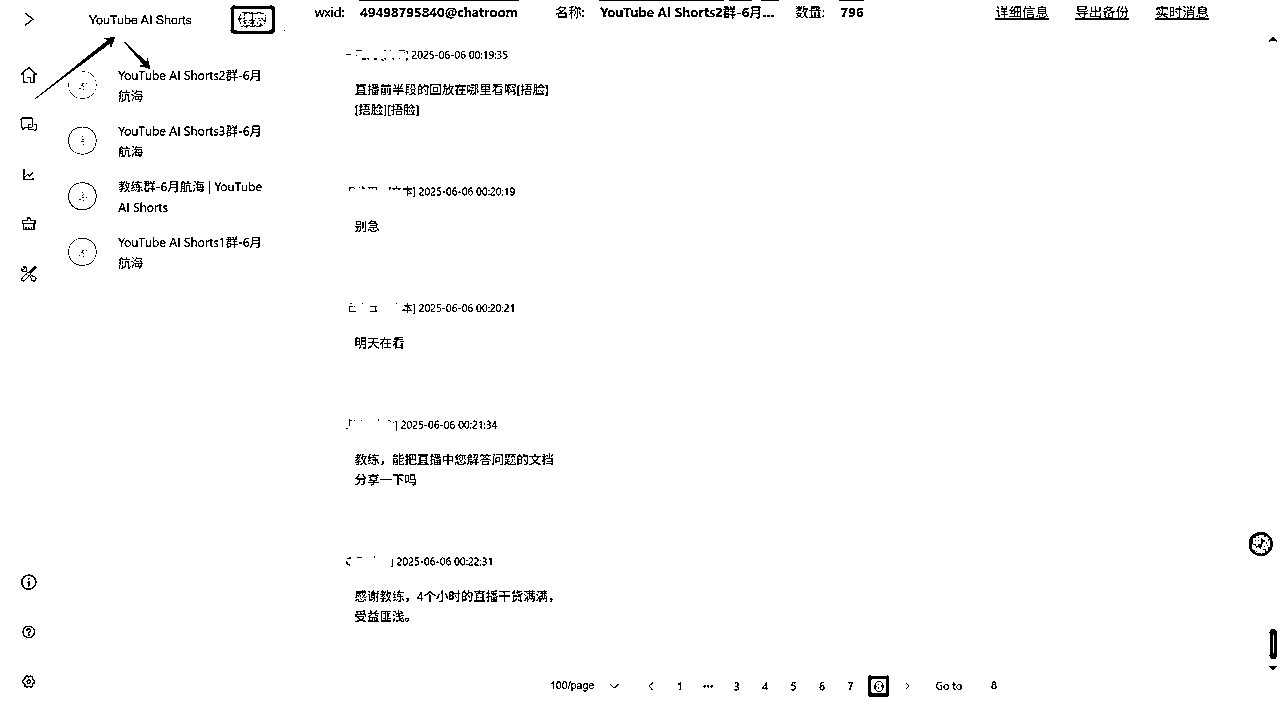 YouTube AI Shorts
wxid: 49498795840@chatroom 名称: YouTube AI Shorts2群-6月... 数量: 796
详细信息 导出备份 实时消息
YouTube AI Shorts2群-6月
航海
YouTube AI Shorts3群-6月
航海
教练群-6月航海 | YouTube
AI Shorts
YouTube AI Shorts1群-6月
航海
2025-06-06 00:19:35
直播前半段的回放在哪里看啊[捂脸]
[捂脸][捂脸]
2025-06-06 00:20:19
别急
2025-06-06 00:20:21
明天在看
2025-06-06 00:21:34
教练，能把直播中您解答问题的文档
分享一下吗
2025-06-06 00:22:31
感谢教练，4个小时的直播干货满满，
受益匪浅。
100/page 1 ••• 3 4 5 6 7 8 Go to 8